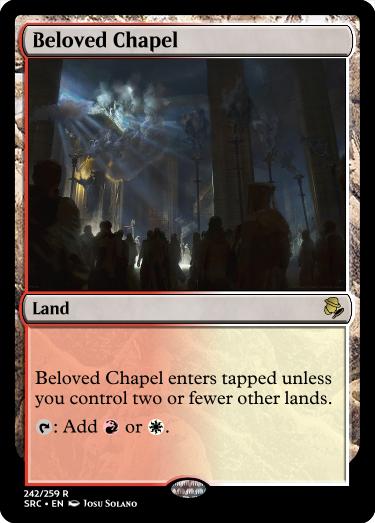 Beloved Chapel
Land
Beloved Chapel enters tapped unless
you control two or fewer other lands.
: Add or .
242/259 R
SRC • EN Josu Solano